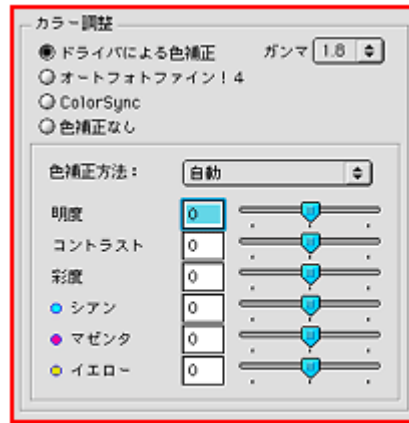 カラー調整
ドライバによる色補正 ガンマ 1.8
オートフォトファイン！4
ColorSync
色補正なし
色補正方法： 自動
明度 0
コントラスト 0
彩度 0
シアン 0
マゼンタ 0
イエロー 0